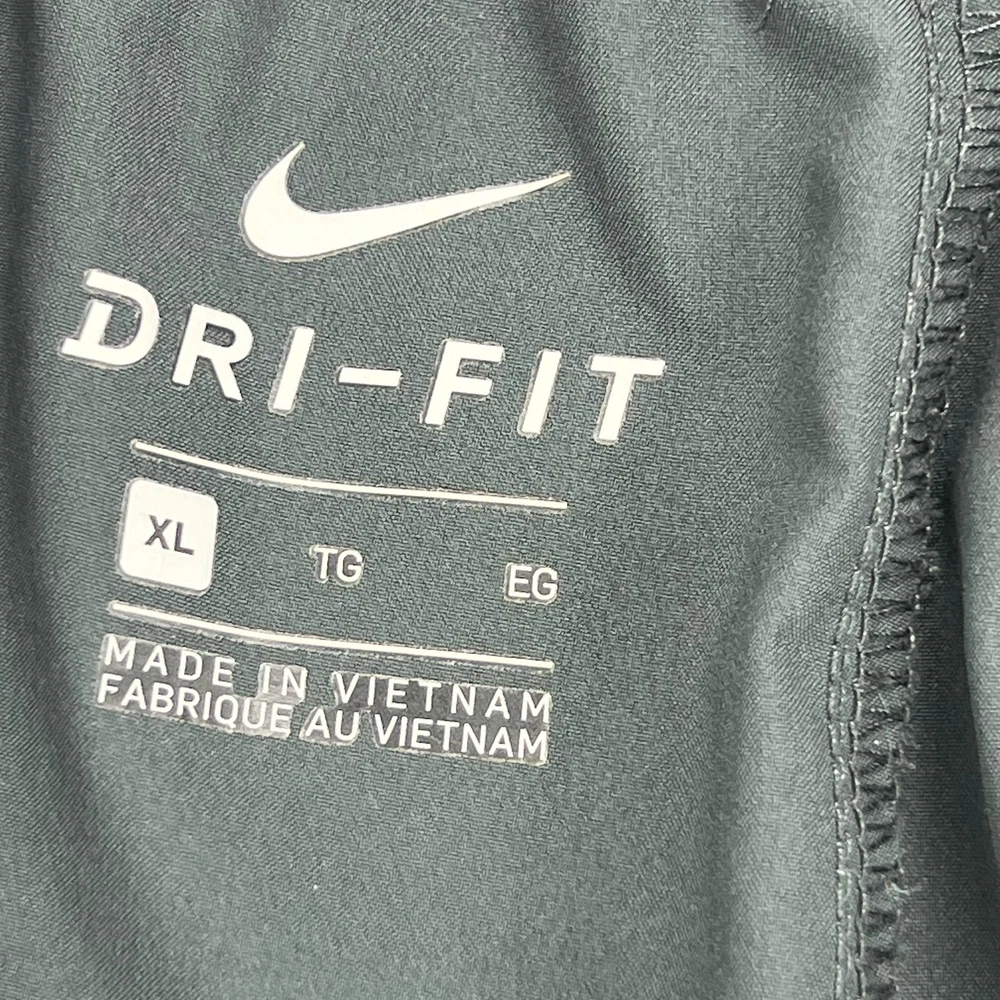 DRI-FIT
XL TG EG
MADE IN VIETNAM
FABRIQUE AU VIETNAM